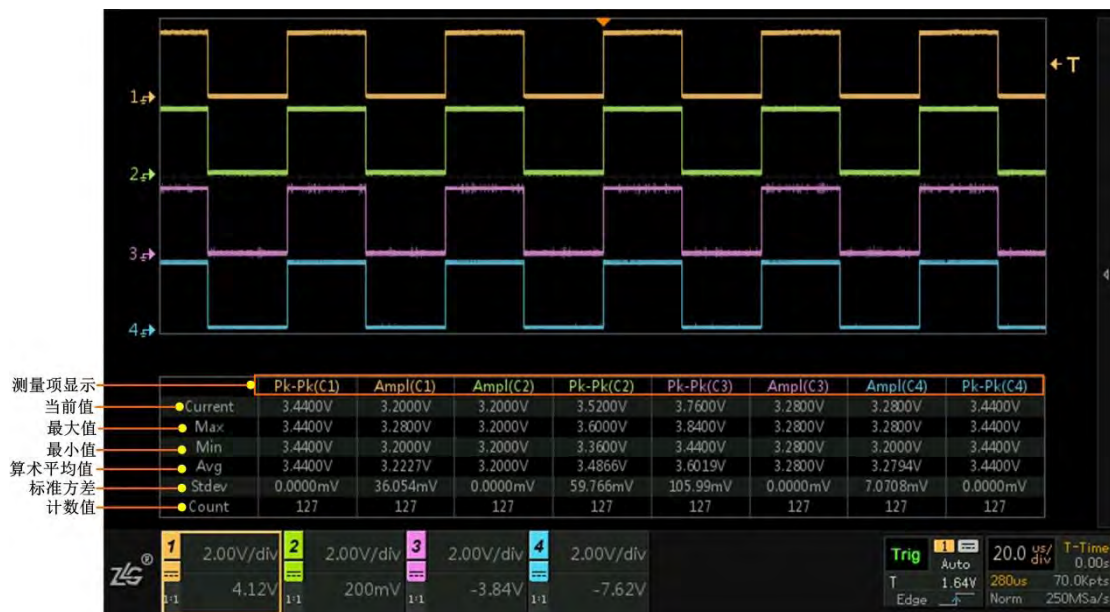 T
1
2
3
4
测量项显示 Pk-Pk(C1) Ampl(C1) Ampl(C2) Pk-Pk(C2) Pk-Pk(C3) Ampl(C3) Ampl(C4) Pk-Pk(C4)
当前值 Current 3.4400V 3.2000V 3.2000V 3.5200V 3.7600V 3.2800V 3.2800V 3.4400V
最大值 Max 3.4400V 3.2800V 3.2000V 3.6000V 3.8400V 3.2800V 3.2800V 3.4400V
最小值 Min 3.4400V 3.2000V 3.2000V 3.3600V 3.4400V 3.2800V 3.2000V 3.4400V
算术平均值 Avg 3.4400V 3.2227V 3.2000V 3.4866V 3.6019V 3.2800V 3.2794V 3.4400V
标准方差 Stdev 0.0000mV 36.054mV 0.0000mV 59.766mV 105.99mV 0.0000mV 7.0708mV 0.0000mV
计数值 Count 127 127 127 127 127 127 127 127
ZLG® 1 2.00V/div 2 2.00V/div 3 2.00V/div 4 2.00V/div Trig 1 Auto 20.0 us/div T-Time 0.00s
1:1 4.12V 1:1 200mV 1:1 -3.84V 1:1 -7.62V T 1.64V 280us 70.0Kpts
Edge Norm 250MSa/s